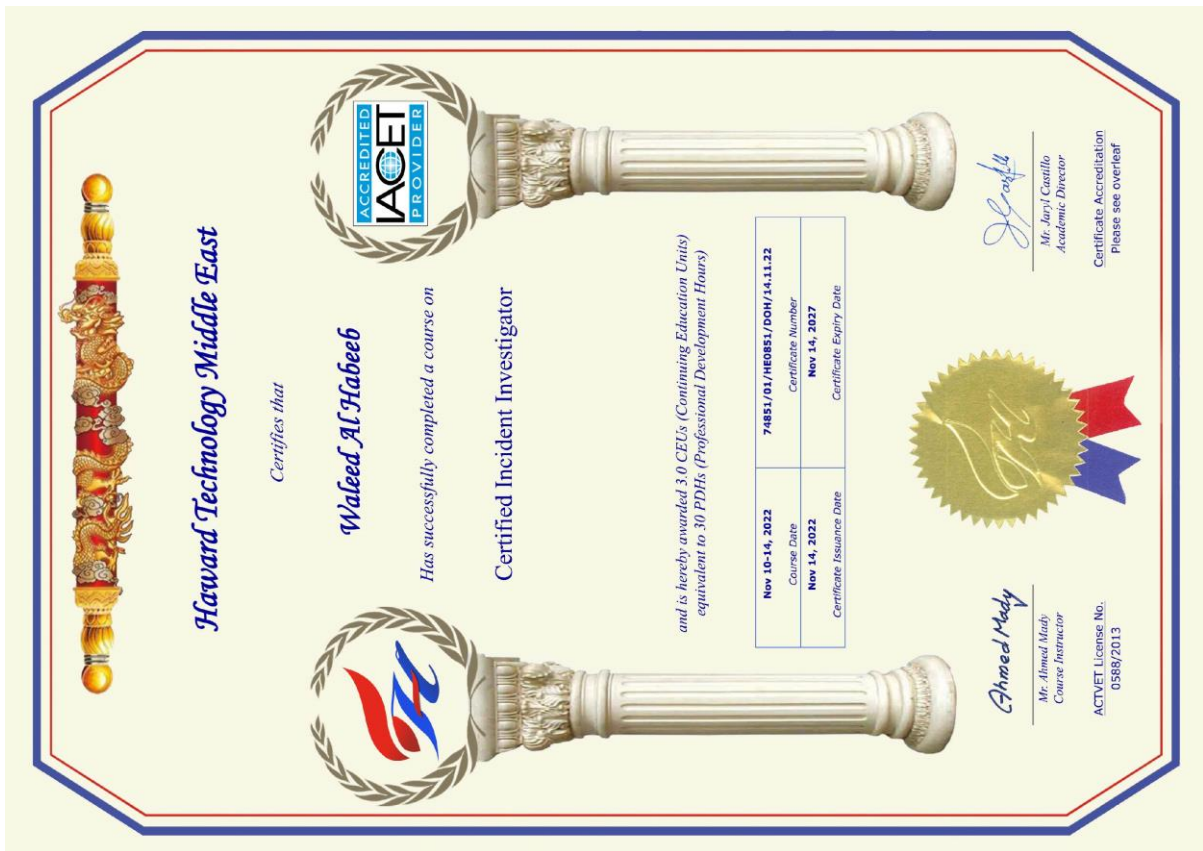 Haward Technology Middle East
Certifies that
ACCREDITED
IACET
PROVIDER
Waleed Al Habeeb
Has successfully completed a course on
Certified Incident Investigator
and is hereby awarded 3.0 CEUs (Continuing Education Units)
equivalent to 30 PDHs (Professional Development Hours)
Nov 10-14, 2022
Course Date
74851/01/HE0851/DOH/14.11.22
Certificate Number
Nov 14, 2022
Certificate Issuance Date
Nov 14, 2027
Certificate Expiry Date
Ahmed Mady
Mr. Ahmed Mady
Course Instructor
ACTVET License No.
0588/2013
Mr. Jaryl Castillo
Academic Director
Certificate Accreditation
Please see overleaf